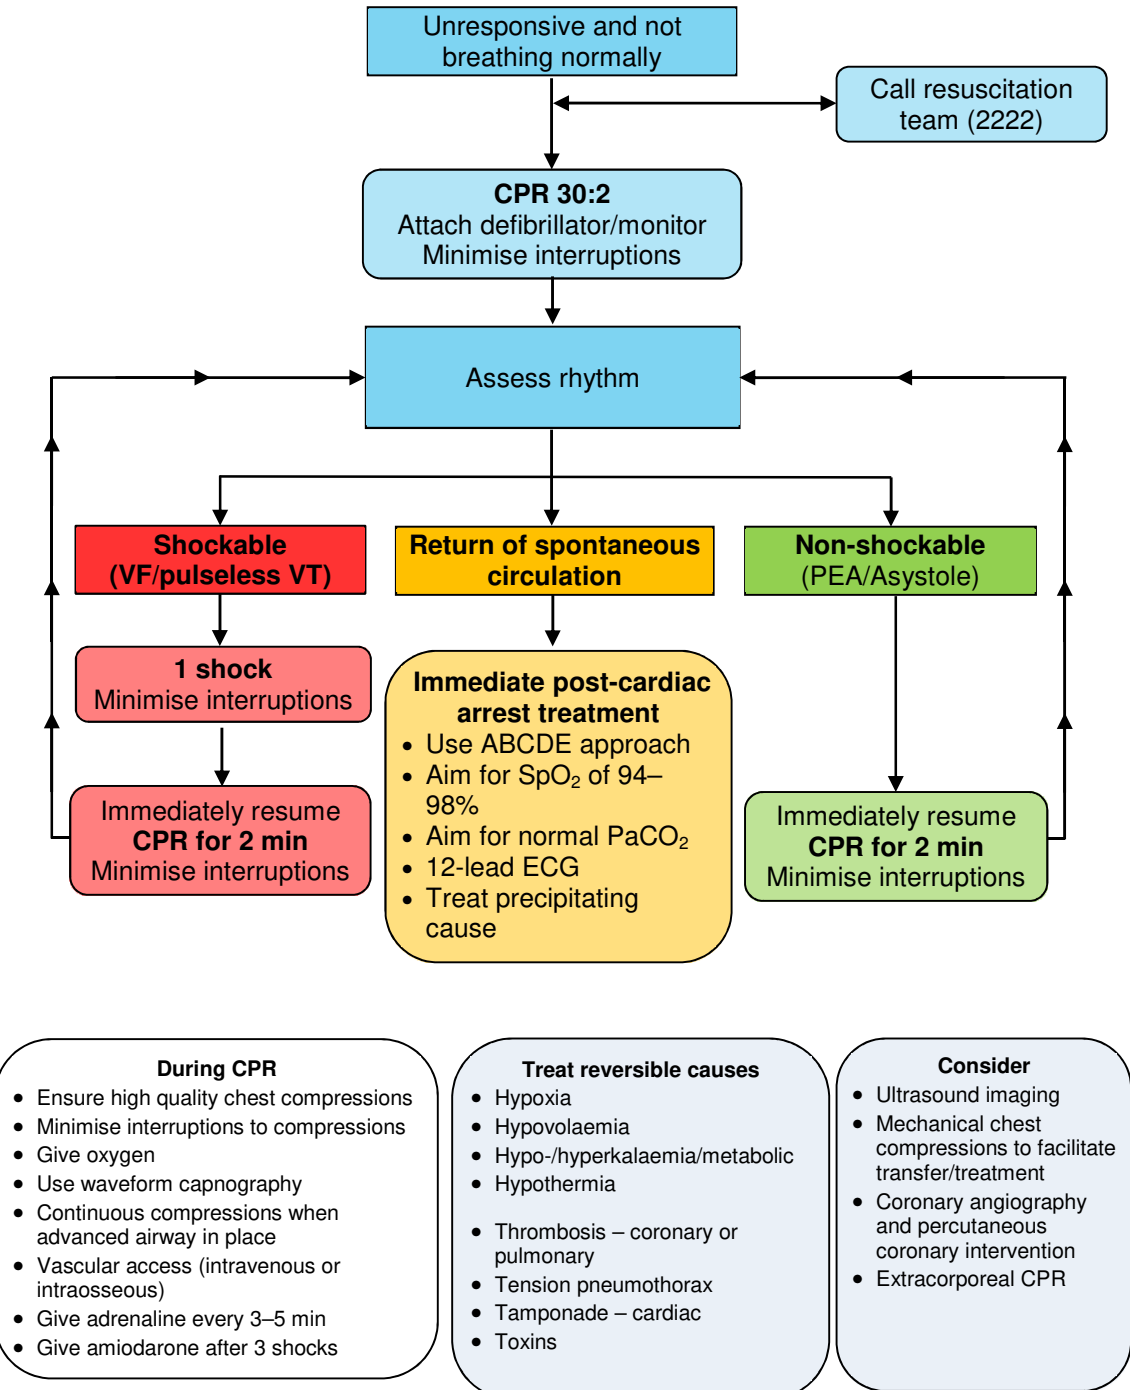 Unresponsive and not
breathing normally
Call resuscitation
team (2222)
CPR 30:2
Attach defibrillator/monitor
Minimise interruptions
Assess rhythm
Shockable
(VF/pulseless VT)
Return of spontaneous
circulation
Non-shockable
(PEA/Asystole)
1 shock
Minimise interruptions
Immediately resume
CPR for 2 min
Minimise interruptions
Immediate post-cardiac
arrest treatment
• Use ABCDE approach
• Aim for SpO₂ of 94–
98%
• Aim for normal PaCO₂
• 12-lead ECG
• Treat precipitating
cause
Immediately resume
CPR for 2 min
Minimise interruptions
During CPR
• Ensure high quality chest compressions
• Minimise interruptions to compressions
• Give oxygen
• Use waveform capnography
• Continuous compressions when
advanced airway in place
• Vascular access (intravenous or
intraosseous)
• Give adrenaline every 3–5 min
• Give amiodarone after 3 shocks
Treat reversible causes
• Hypoxia
• Hypovolaemia
• Hypo-/hyperkalaemia/metabolic
• Hypothermia
• Thrombosis – coronary or
pulmonary
• Tension pneumothorax
• Tamponade – cardiac
• Toxins
Consider
• Ultrasound imaging
• Mechanical chest
compressions to facilitate
transfer/treatment
• Coronary angiography
and percutaneous
coronary intervention
• Extracorporeal CPR